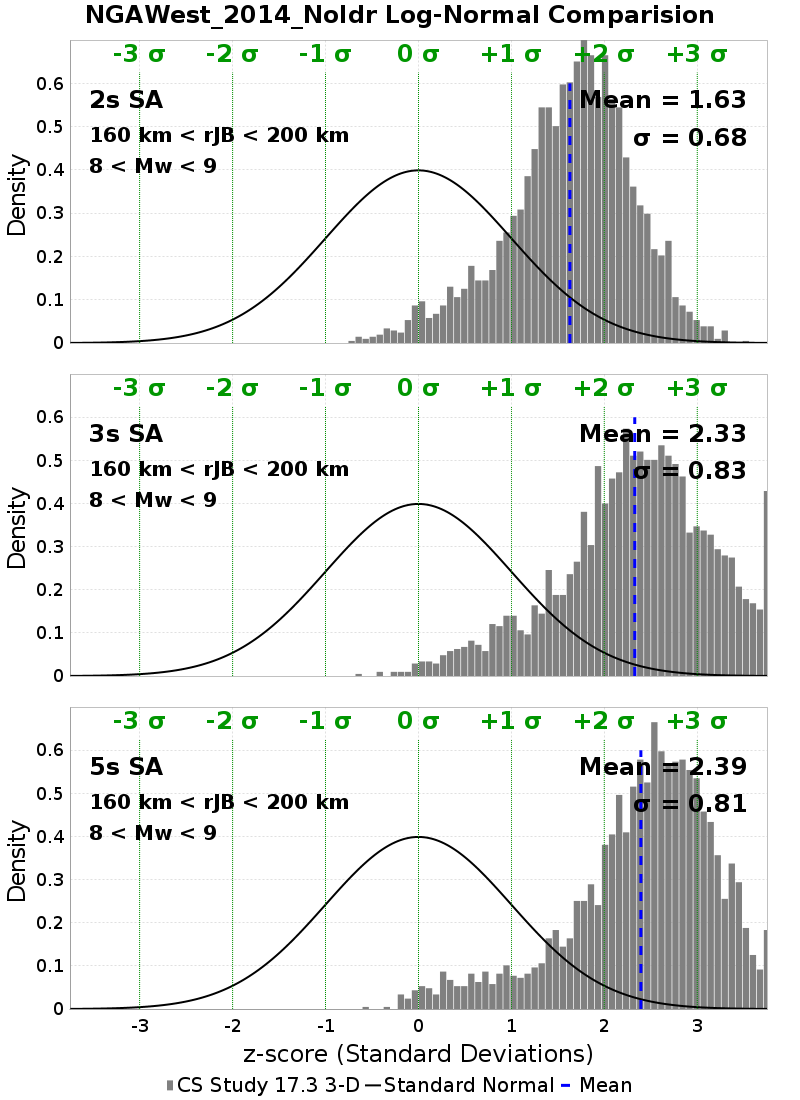 NGAWest_2014_NoIdr Log-Normal Comparision
-3 σ -2 σ -1 σ 0 σ +1 σ +2 σ +3 σ
2s SA
Mean = 1.63
160 km < rJB < 200 km
σ = 0.68
8 < Mw < 9
Density
0.6
0.5
0.4
0.3
0.2
0.1
0
-3 σ -2 σ -1 σ 0 σ +1 σ +2 σ +3 σ
3s SA
Mean = 2.33
160 km < rJB < 200 km
σ = 0.83
8 < Mw < 9
Density
0.6
0.5
0.4
0.3
0.2
0.1
0
-3 σ -2 σ -1 σ 0 σ +1 σ +2 σ +3 σ
5s SA
Mean = 2.39
160 km < rJB < 200 km
σ = 0.81
8 < Mw < 9
Density
0.6
0.5
0.4
0.3
0.2
0.1
0
-3 -2 -1 0 1 2 3
z-score (Standard Deviations)
CS Study 17.3 3-D Standard Normal Mean